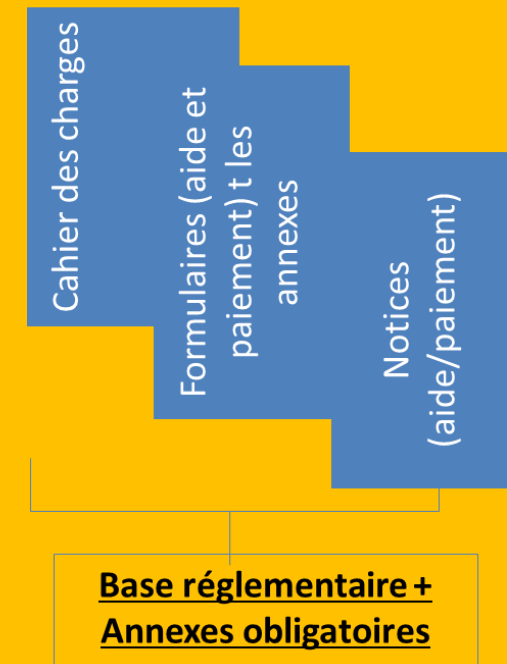 Cahier des charges
Formulaires (aide et
paiement) t les
annexes
Notices
(aide/paiement)
Base réglementaire +
Annexes obligatoires